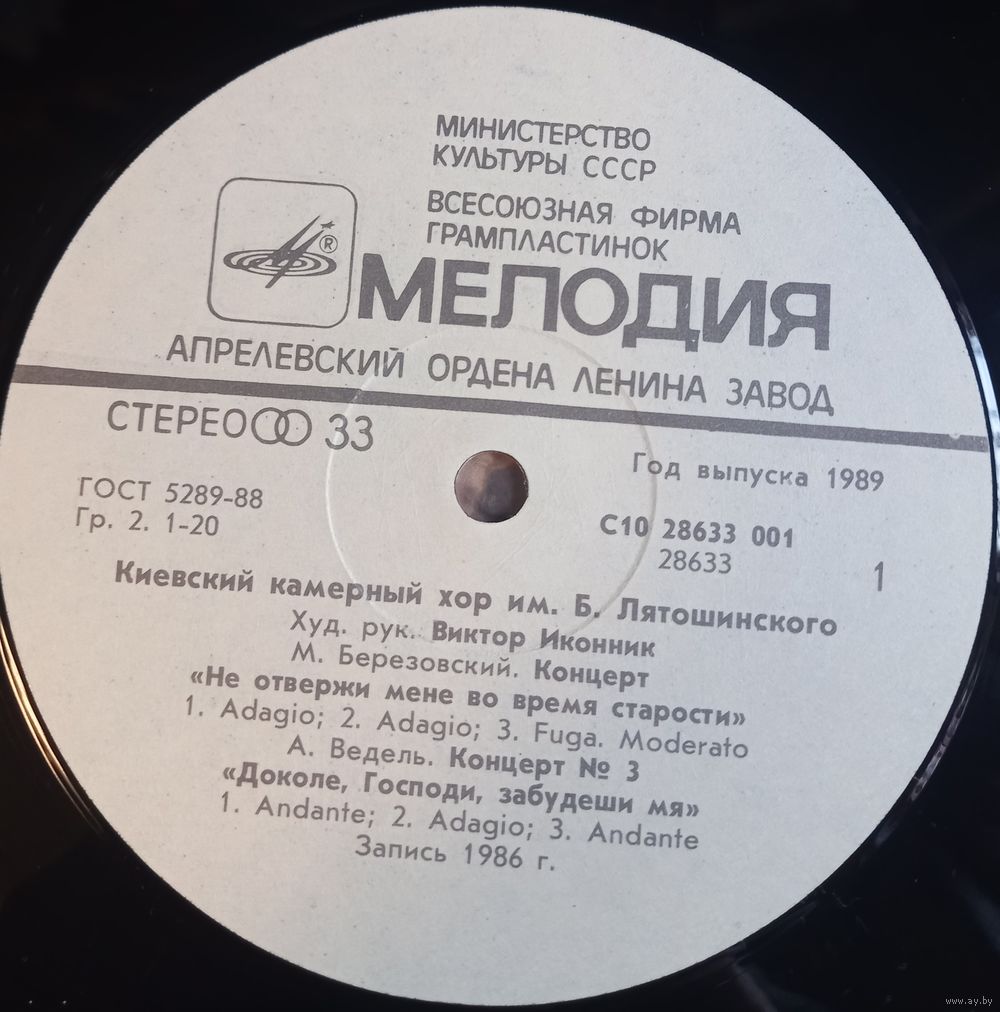 МИНИСТЕРСТВО
КУЛЬТУРЫ СССР
ВСЕСОЮЗНАЯ ФИРМА
ГРАМПЛАСТИНОК
®
МЕЛОДИЯ
АПРЕЛЕВСКИЙ ОРДЕНА ЛЕНИНА ЗАВОД
СТЕРЕО 33
Год выпуска 1989
ГОСТ 5289-88
Гр. 2. 1-20
С10 28633 001
28633
1
Киевский камерный хор им. Б. Лятошинского
Худ. рук. Виктор Иконник
М. Березовский. Концерт
«Не отвержи мене во время старости»
1. Adagio; 2. Adagio; 3. Fuga. Moderato
А. Ведель. Концерт № 3
«Доколе, Господи, забудеши мя»
1. Andante; 2. Adagio; 3. Andante
Запись 1986 г.
www.ay.by